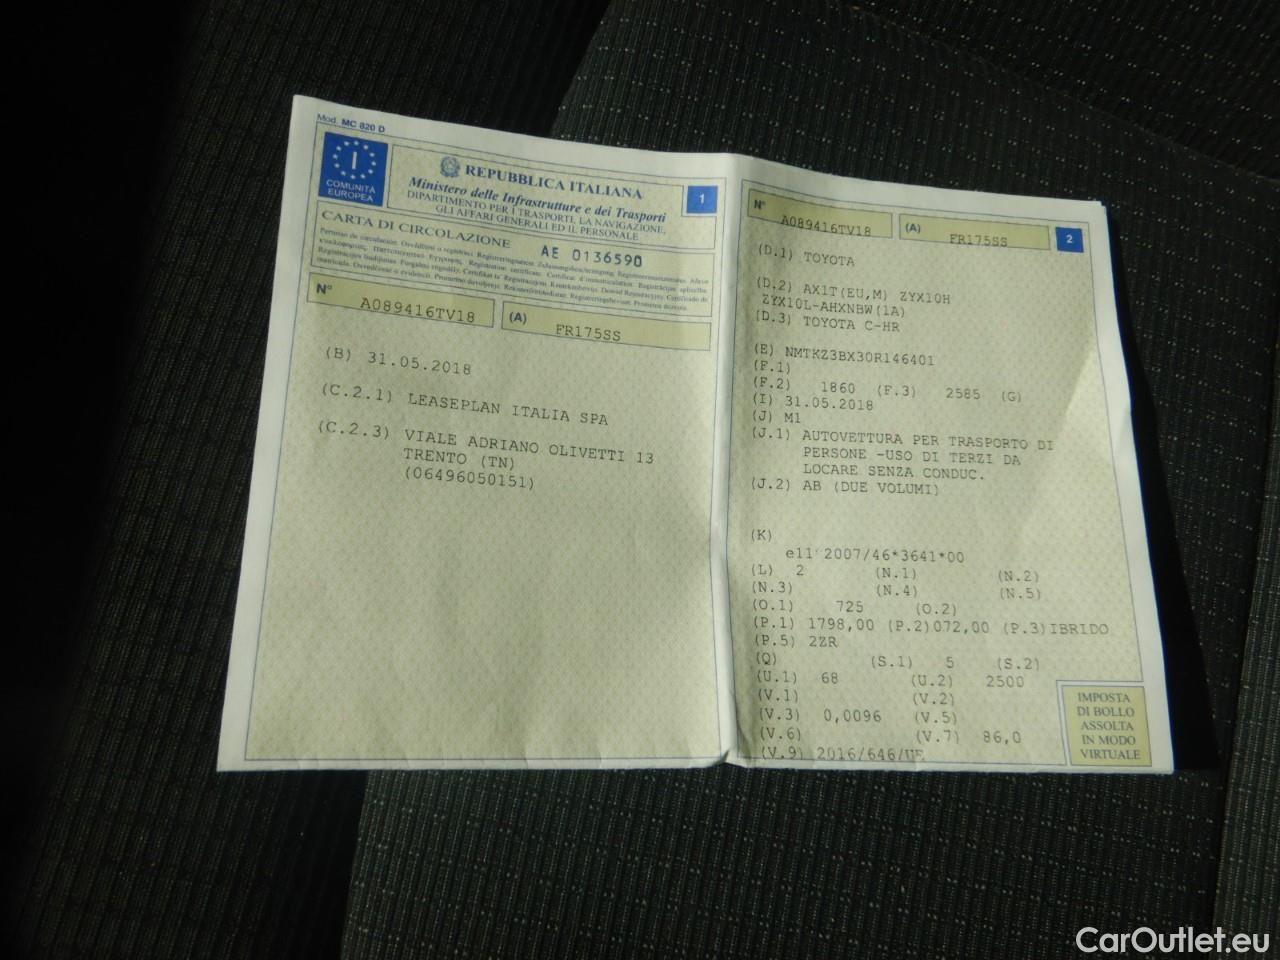 Mod. MC 820 D
I
COMUNITÀ
EUROPEA
REPUBBLICA ITALIANA
Ministero delle Infrastrutture e dei Trasporti
DIPARTIMENTO PER I TRASPORTI, LA NAVIGAZIONE,
GLI AFFARI GENERALI ED IL PERSONALE
1
CARTA DI CIRCOLAZIONE
AE 0136590
N° A089416TV18 (A) FR175SS
(B) 31.05.2018
(C.2.1) LEASEPLAN ITALIA SPA
(C.2.3) VIALE ADRIANO OLIVETTI 13
TRENTO (TN)
(06496050151)
N° A089416TV18 (A) FR175SS
2
(D.1) TOYOTA
(D.2) AX1T(EU,M) ZYX10H
ZYX10L-AHXNBW(1A)
(D.3) TOYOTA C-HR
(E) NMTKZ3BX30R146401
(F.1)
(F.2) 1860 (F.3) 2585 (G)
(I) 31.05.2018
(J) M1
(J.1) AUTOVETTURA PER TRASPORTO DI
PERSONE -USO DI TERZI DA
LOCARE SENZA CONDUC.
(J.2) AB (DUE VOLUMI)
(K)
e11*2007/46*3641*00
(L) 2 (N.1) (N.2)
(N.3) (N.4) (N.5)
(O.1) 725 (O.2)
(P.1) 1798,00 (P.2)072,00 (P.3)IBRIDO
(P.5) 2ZR
(Q) (S.1) 5 (S.2)
(U.1) 68 (U.2) 2500
(V.1) (V.2)
(V.3) 0,0096 (V.5)
(V.6) (V.7) 86,0
(V.9) 2016/646/UE
IMPOSTA
DI BOLLO
ASSOLTA
IN MODO
VIRTUALE
CarOutlet.eu